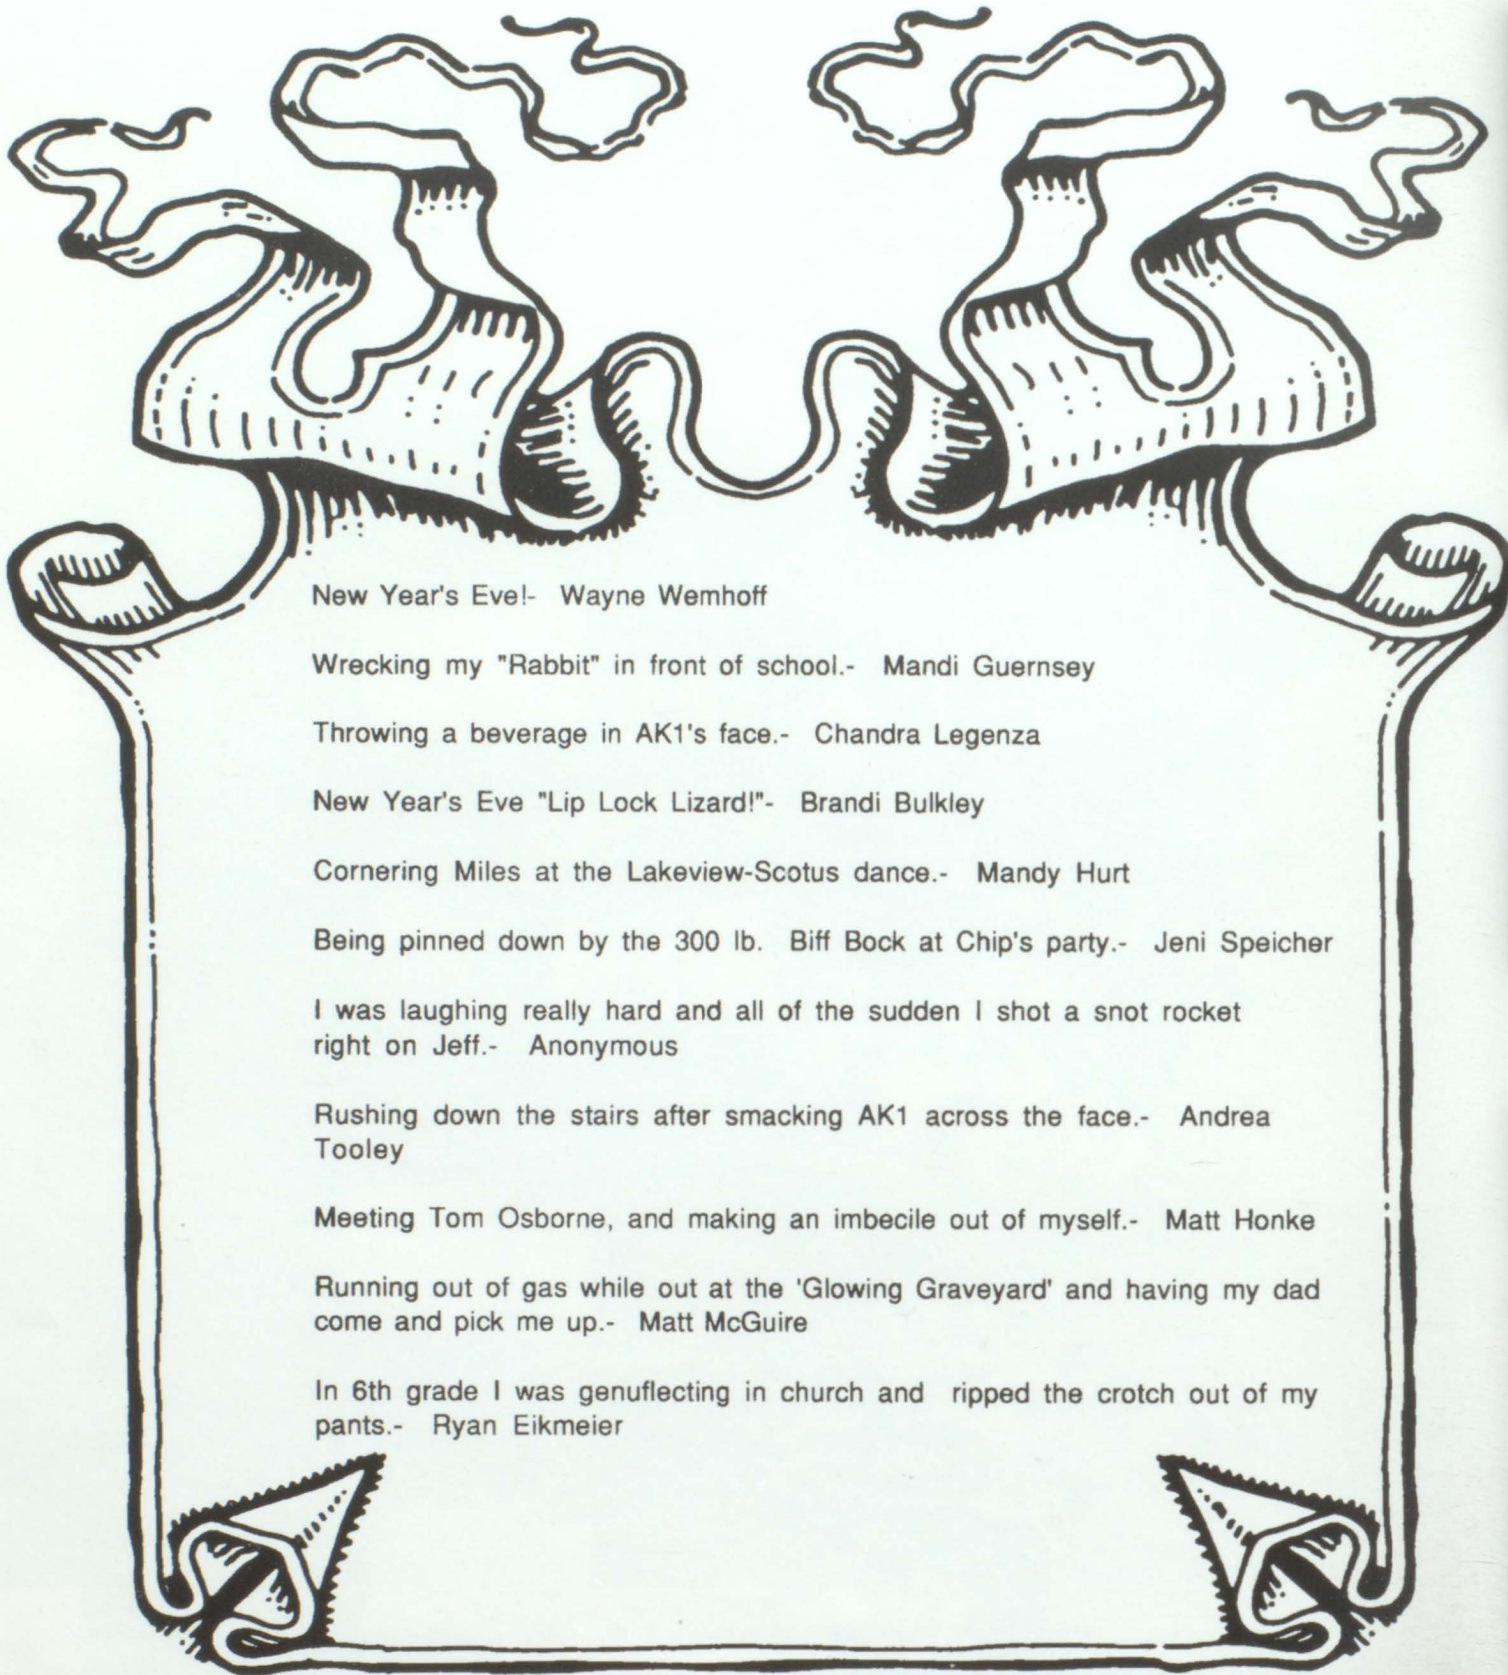 New Year's Eve!- Wayne Wemhoff
Wrecking my "Rabbit" in front of school.- Mandi Guernsey
Throwing a beverage in AK1's face.- Chandra Legenza
New Year's Eve "Lip Lock Lizard!"- Brandi Bulkley
Cornering Miles at the Lakeview-Scotus dance.- Mandy Hurt
Being pinned down by the 300 lb. Biff Bock at Chip's party.- Jeni Speicher
I was laughing really hard and all of the sudden I shot a snot rocket
right on Jeff.- Anonymous
Rushing down the stairs after smacking AK1 across the face.- Andrea
Tooley
Meeting Tom Osborne, and making an imbecile out of myself.- Matt Honke
Running out of gas while out at the 'Glowing Graveyard' and having my dad
come and pick me up.- Matt McGuire
In 6th grade I was genuflecting in church and ripped the crotch out of my
pants.- Ryan Eikmeier